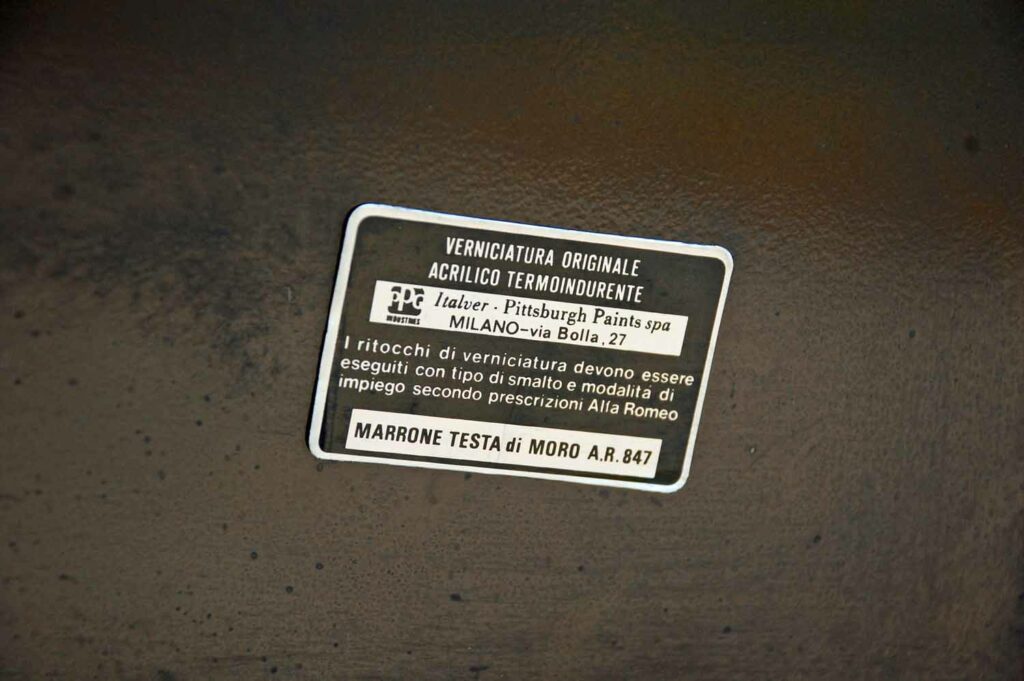 VERNICIATURA ORIGINALE
ACRILICO TERMOINDURENTE
PPG INDUSTRIES
Italver · Pittsburgh Paints spa
MILANO-via Bolla, 27
I ritocchi di verniciatura devono essere
eseguiti con tipo di smalto e modalità di
impiego secondo prescrizioni Alfa Romeo
MARRONE TESTA di MORO A.R. 847